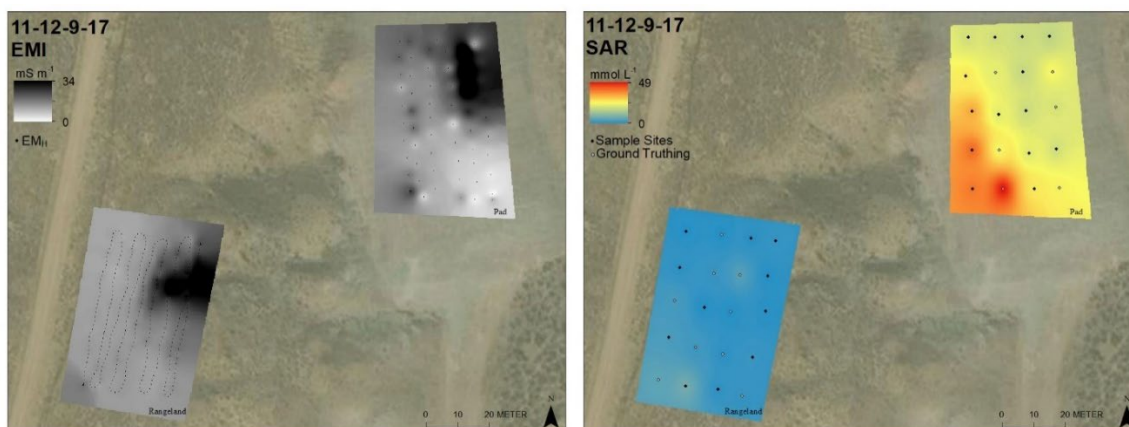 11-12-9-17
EMI
mS m⁻¹
34
0
• EM_H
Pad
Rangeland
0 10 20 METER
N
11-12-9-17
SAR
mmol L⁻¹
49
0
•Sample Sites
○Ground Truthing
Pad
Rangeland
0 10 20 METER
N